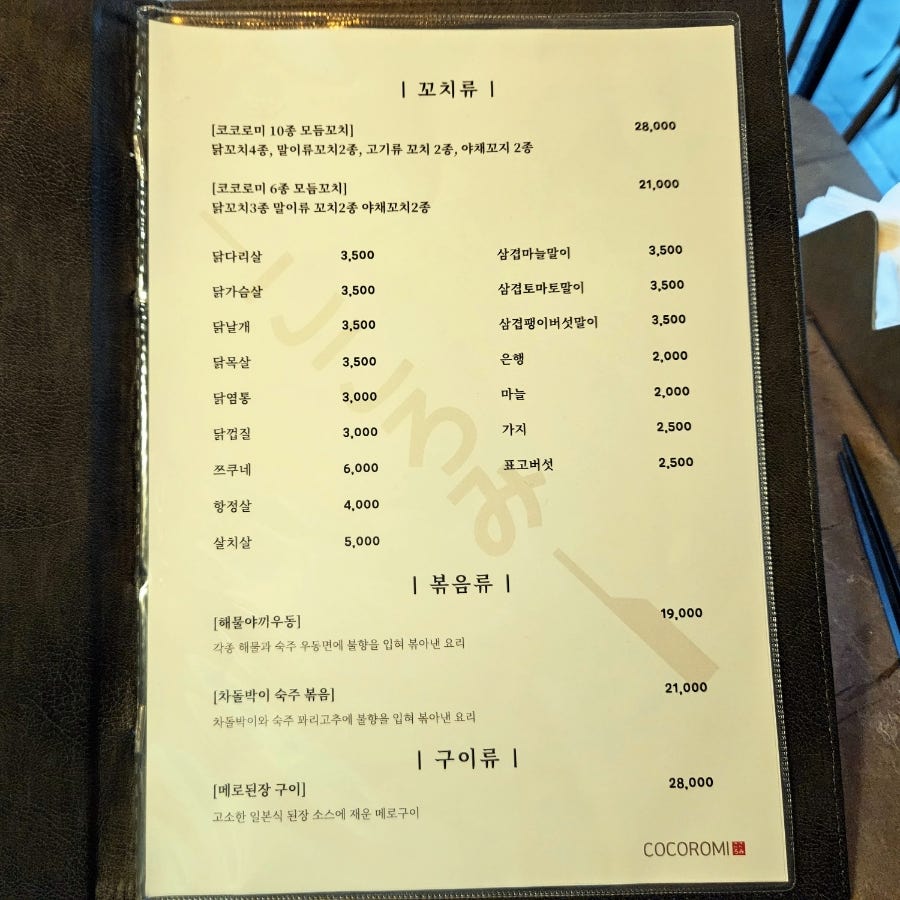 | 꼬치류 |
[코코로미 10종 모듬꼬치] 28,000
닭꼬치4종, 말이류꼬치2종, 고기류 꼬치 2종, 야채꼬지 2종
[코코로미 6종 모듬꼬치] 21,000
닭꼬치3종 말이류 꼬치2종 야채꼬치2종
닭다리살 3,500 삼겹마늘말이 3,500
닭가슴살 3,500 삼겹토마토말이 3,500
닭날개 3,500 삼겹팽이버섯말이 3,500
닭목살 3,500 은행 2,000
닭염통 3,000 마늘 2,000
닭껍질 3,000 가지 2,500
쯔쿠네 6,000 표고버섯 2,500
항정살 4,000
살치살 5,000
| 볶음류 |
[해물야끼우동] 19,000
각종 해물과 숙주 우동면에 불향을 입혀 볶아낸 요리
[차돌박이 숙주 볶음] 21,000
차돌박이와 숙주 꽈리고추에 불향을 입혀 볶아낸 요리
| 구이류 |
[메로된장 구이] 28,000
고소한 일본식 된장 소스에 재운 메로구이
COCOROMI